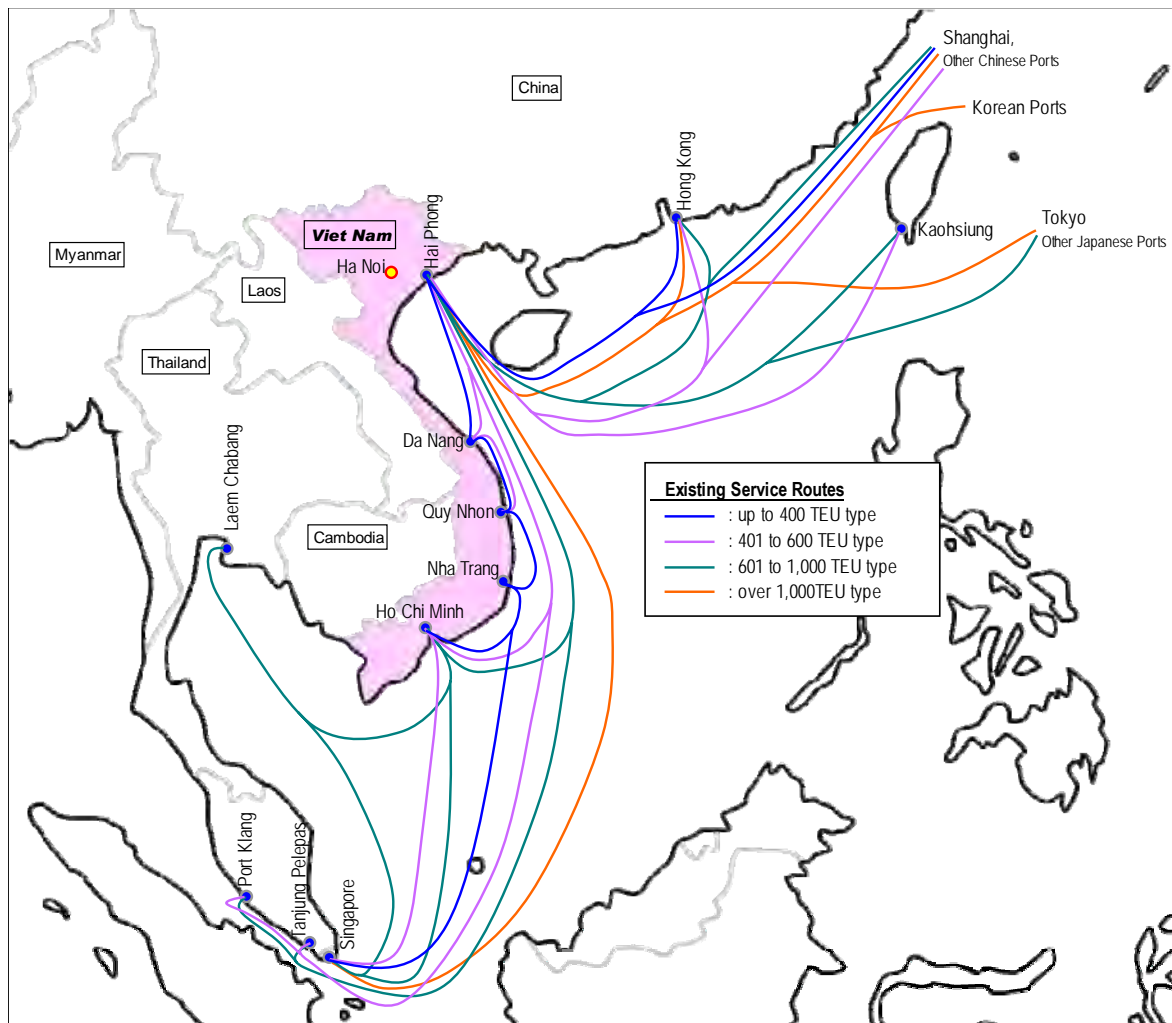 Shanghai,
Other Chinese Ports
China
Korean Ports
Hong Kong
Hai Phong
Viet Nam
Ha Noi
Kaohsiung
Tokyo
Other Japanese Ports
Myanmar
Laos
Thailand
Da Nang
Laem Chabang
Quy Nhon
Cambodia
Nha Trang
Ho Chi Minh
Existing Service Routes
: up to 400 TEU type
: 401 to 600 TEU type
: 601 to 1,000 TEU type
: over 1,000TEU type
Port Klang
Tanjung Pelepas
Singapore